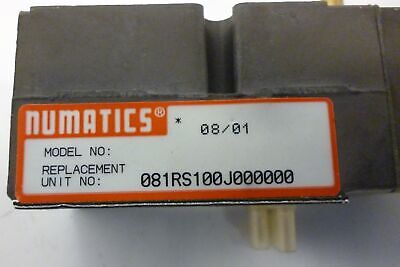 NUMATICS® * 08/01
MODEL NO:
REPLACEMENT
UNIT NO: 081RS100J000000